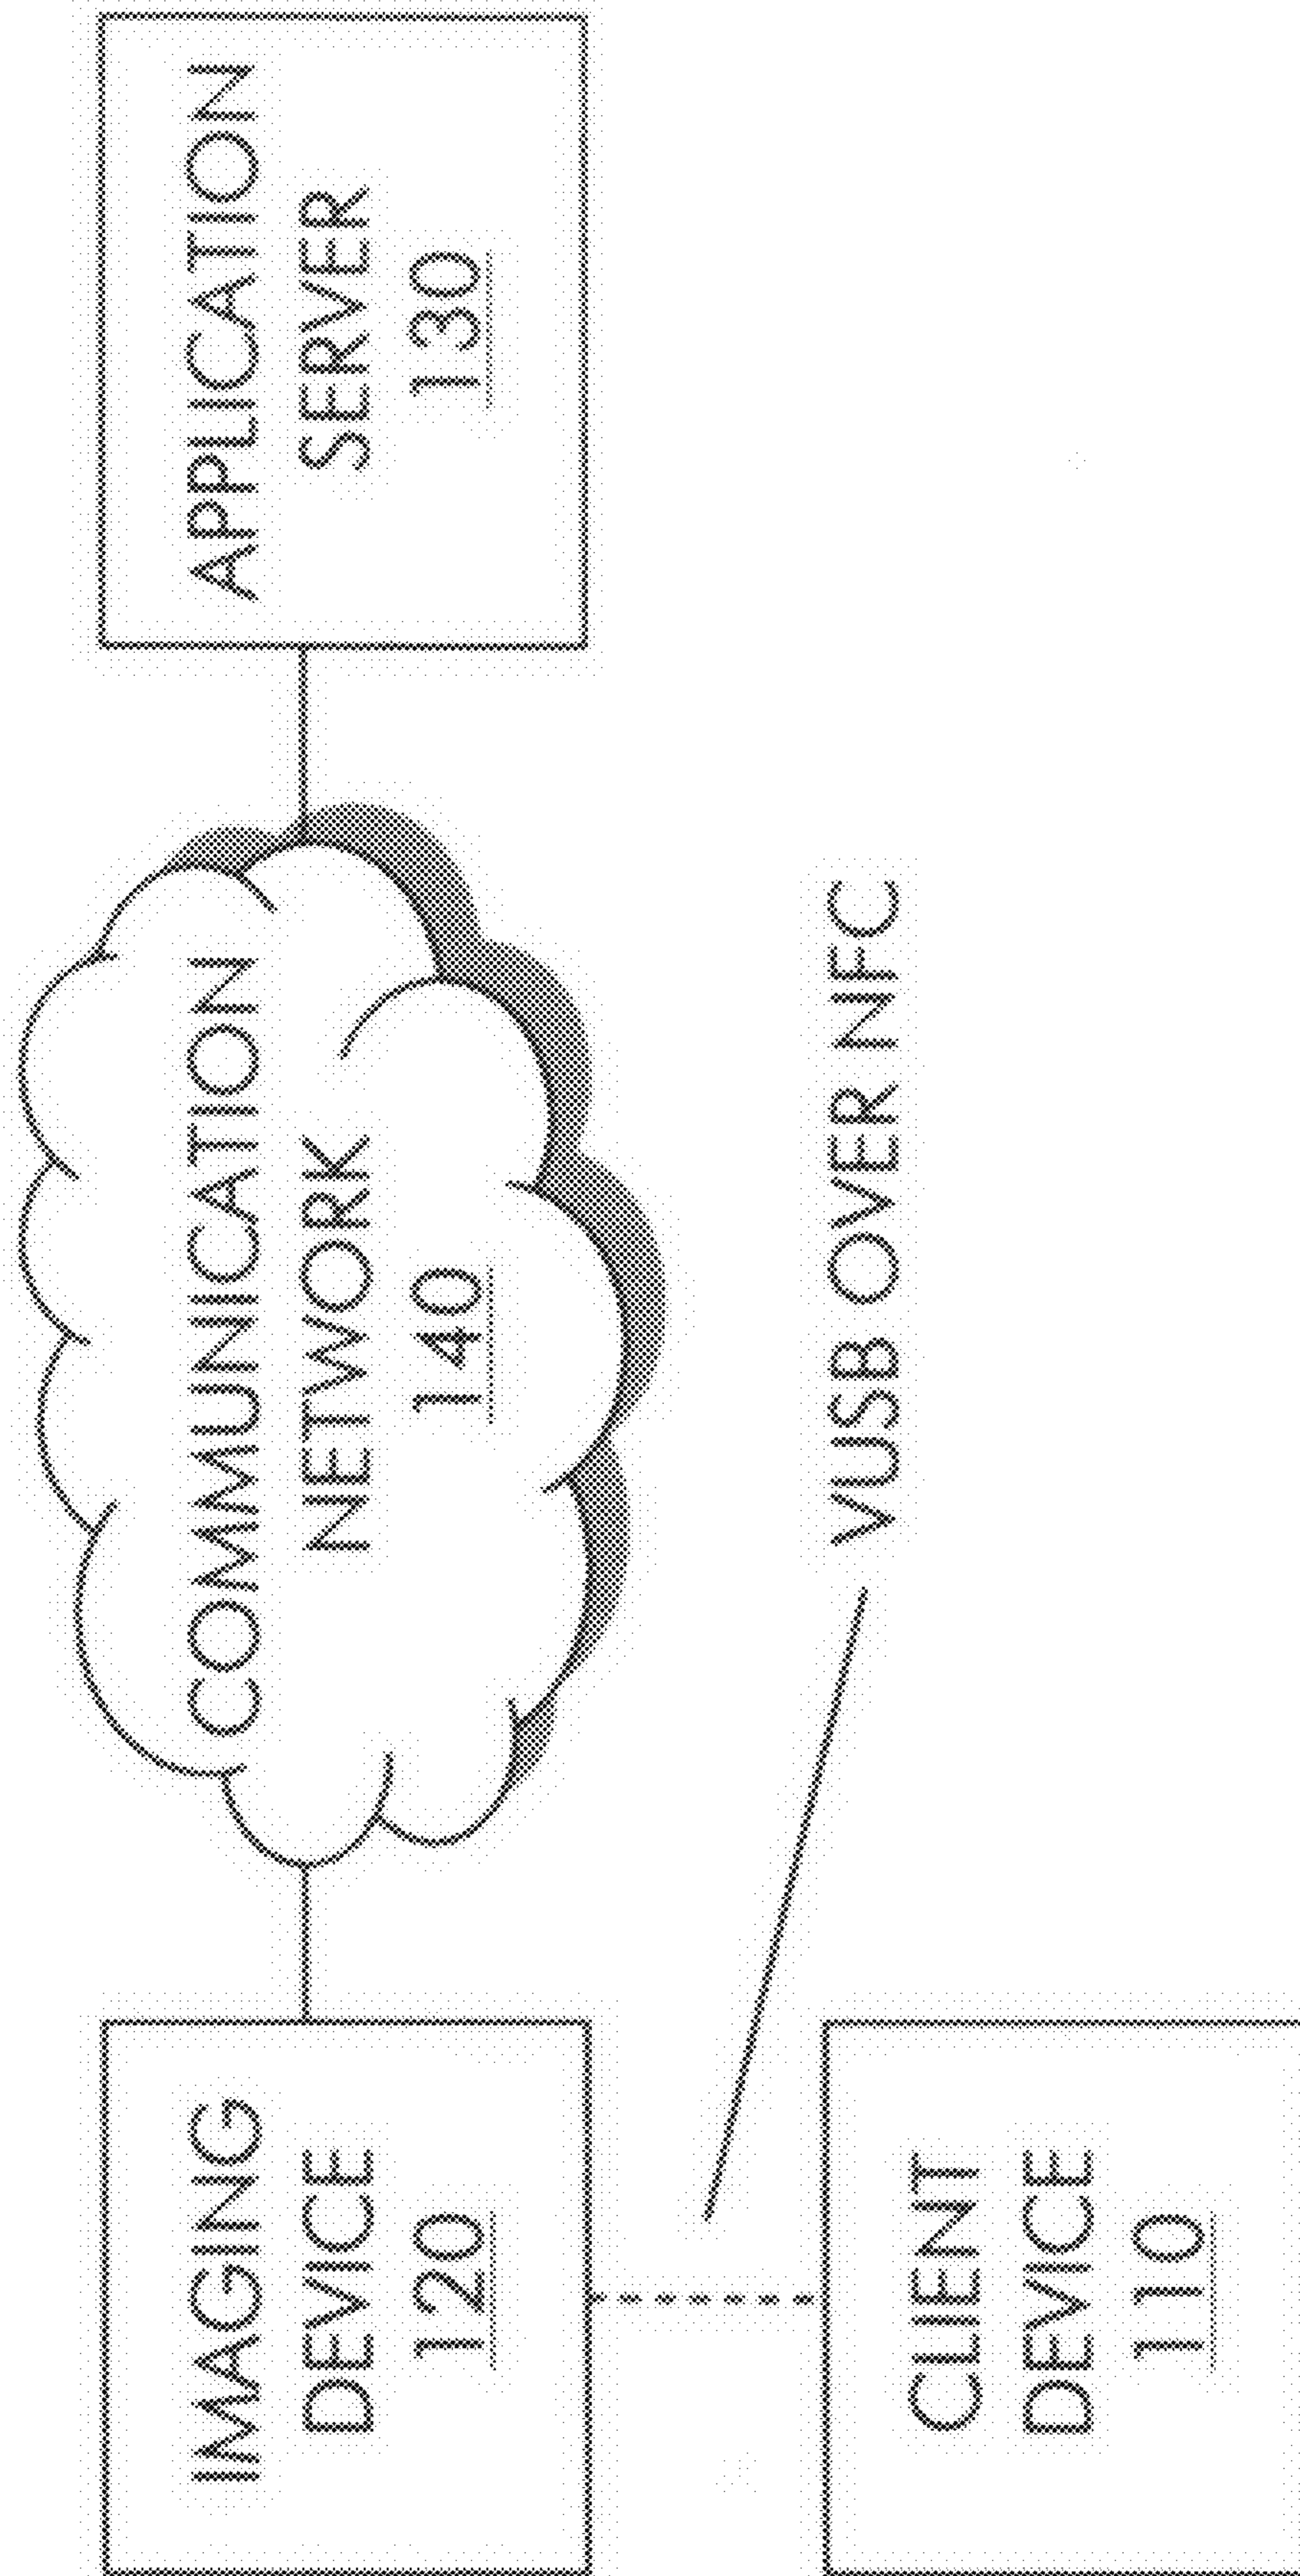 IMAGING
DEVICE
120
COMMUNICATION
NETWORK
140
APPLICATION
SERVER
130
VUSB OVER NFC
CLIENT
DEVICE
110